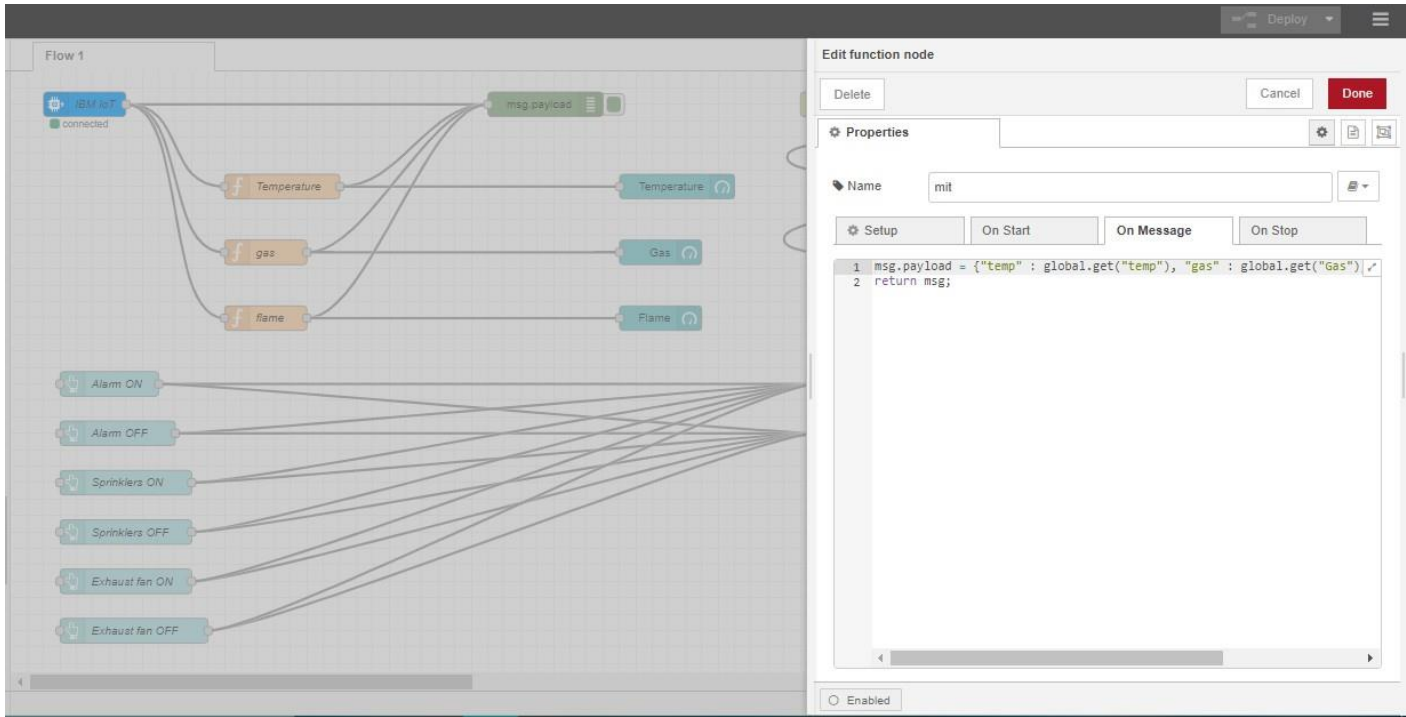 Deploy
Flow 1
IBM IoT
connected
msg.payload
Temperature
Temperature
gas
Gas
flame
Flame
Alarm ON
Alarm OFF
Sprinklers ON
Sprinklers OFF
Exhaust fan ON
Exhaust fan OFF
Edit function node
Delete
Cancel
Done
Properties
Name
mit
Setup
On Start
On Message
On Stop
1 msg.payload = {"temp" : global.get("temp"), "gas" : global.get("Gas")
2 return msg;
Enabled